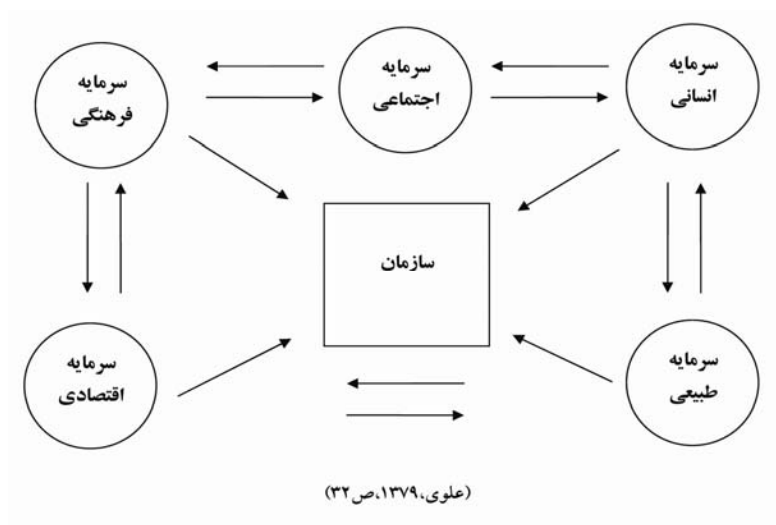 سرمایه
انسانی
سرمایه
اجتماعی
سرمایه
فرهنگی
سازمان
سرمایه
طبیعی
سرمایه
اقتصادی
(علوی،۱۳۷۹،ص۳۲)